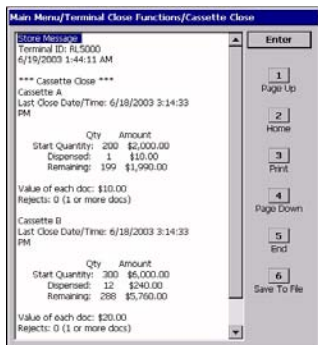 Main Menu/Terminal Close Functions/Cassette Close
Store Message
Terminal ID: RL5000
6/19/2003 1:44:11 AM
*** Cassette Close ***
Cassette A
Last Close Date/Time: 6/18/2003 3:14:33
PM
Qty Amount
Start Quantity: 200 $2,000.00
Dispensed: 1 $10.00
Remaining: 199 $1,990.00
Value of each doc: $10.00
Rejects: 0 (1 or more docs)
Cassette B
Last Close Date/Time: 6/18/2003 3:14:33
PM
Qty Amount
Start Quantity: 300 $6,000.00
Dispensed: 12 $240.00
Remaining: 288 $5,760.00
Value of each doc: $20.00
Rejects: 0 (1 or more docs)
Enter
1
Page Up
2
Home
3
Print
4
Page Down
5
End
6
Save To File